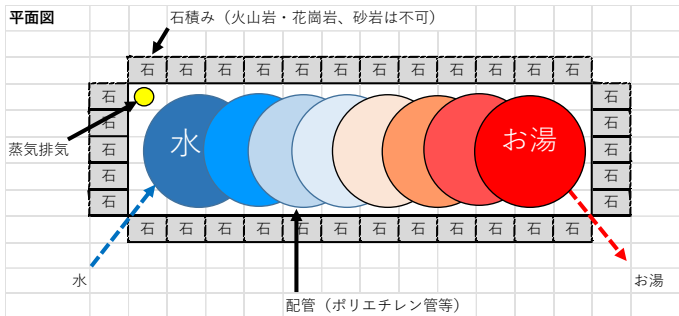 平面図
石積み（火山岩・花崗岩、砂岩は不可）
石 石 石 石 石 石 石 石 石 石 石 石
石 石
石 石
蒸気排気 石 水 お湯 石
石 石
石 石
石 石 石 石 石 石 石 石 石 石 石 石
水 お湯
配管（ポリエチレン管等）